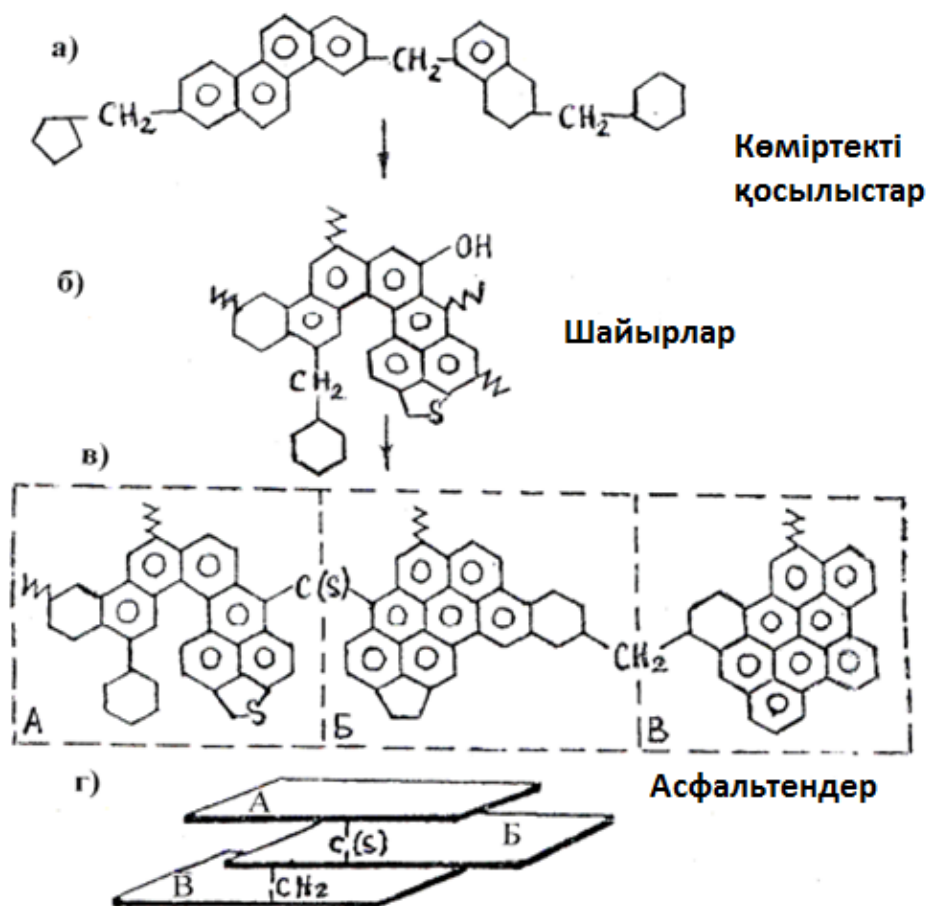 а)
CH2
CH2
CH2
Көміртекті
қосылыстар
б)
OH
Шайырлар
CH2
S
в)
C(S)
S
CH2
А
Б
В
Асфальтендер
г)
А
Б
C(S)
В
CH2